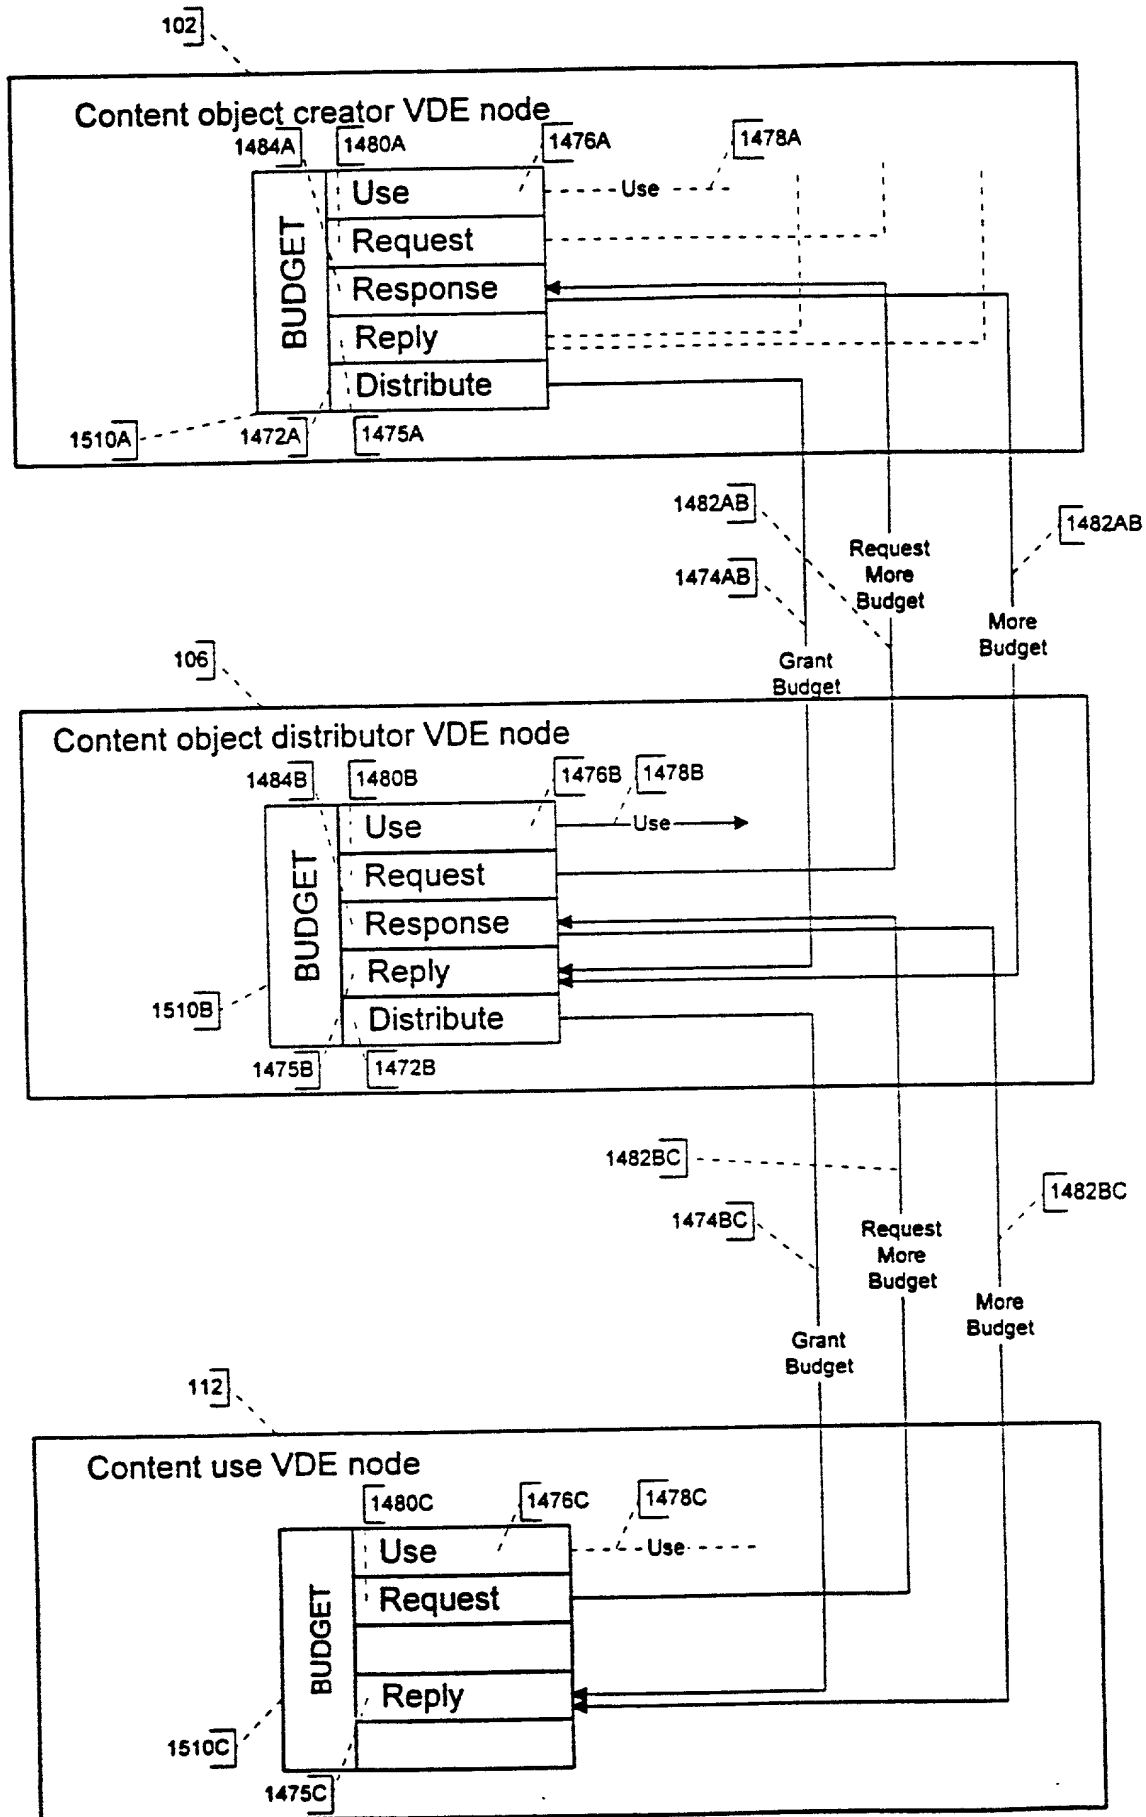 102
Content object creator VDE node
1484A
1480A
1476A
1478A
BUDGET
Use
Use
Request
Response
Reply
Distribute
1510A
1472A
1475A
1482AB
1482AB
Request
More
Budget
1474AB
More
Budget
Grant
Budget
106
Content object distributor VDE node
1484B
1480B
1476B
1478B
BUDGET
Use
Use
Request
Response
Reply
Distribute
1510B
1475B
1472B
1482BC
1482BC
1474BC
Request
More
Budget
More
Budget
Grant
Budget
112
Content use VDE node
1480C
1476C
1478C
BUDGET
Use
Use
Request
Reply
1510C
1475C